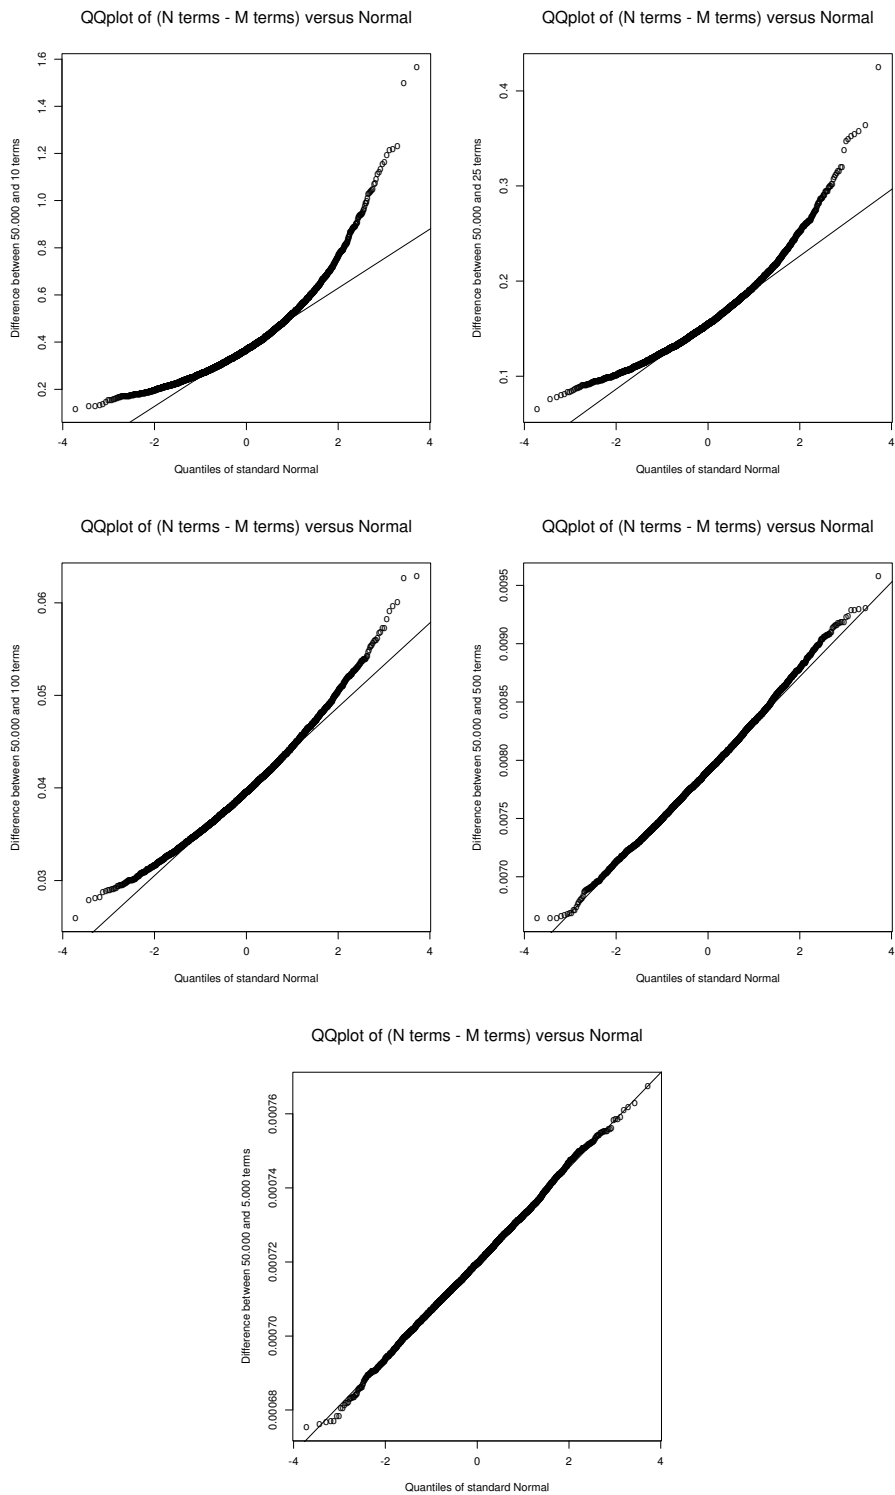 QQplot of (N terms - M terms) versus Normal
Difference between 50.000 and 10 terms
1.6
1.4
1.2
1.0
0.8
0.6
0.4
0.2
-4 -2 0 2 4
Quantiles of standard Normal
QQplot of (N terms - M terms) versus Normal
Difference between 50.000 and 25 terms
0.4
0.3
0.2
0.1
-4 -2 0 2 4
Quantiles of standard Normal
QQplot of (N terms - M terms) versus Normal
Difference between 50.000 and 100 terms
0.06
0.05
0.04
0.03
-4 -2 0 2 4
Quantiles of standard Normal
QQplot of (N terms - M terms) versus Normal
Difference between 50.000 and 500 terms
0.0095
0.0090
0.0085
0.0080
0.0075
0.0070
-4 -2 0 2 4
Quantiles of standard Normal
QQplot of (N terms - M terms) versus Normal
Difference between 50.000 and 5.000 terms
0.00076
0.00074
0.00072
0.00070
0.00068
-4 -2 0 2 4
Quantiles of standard Normal